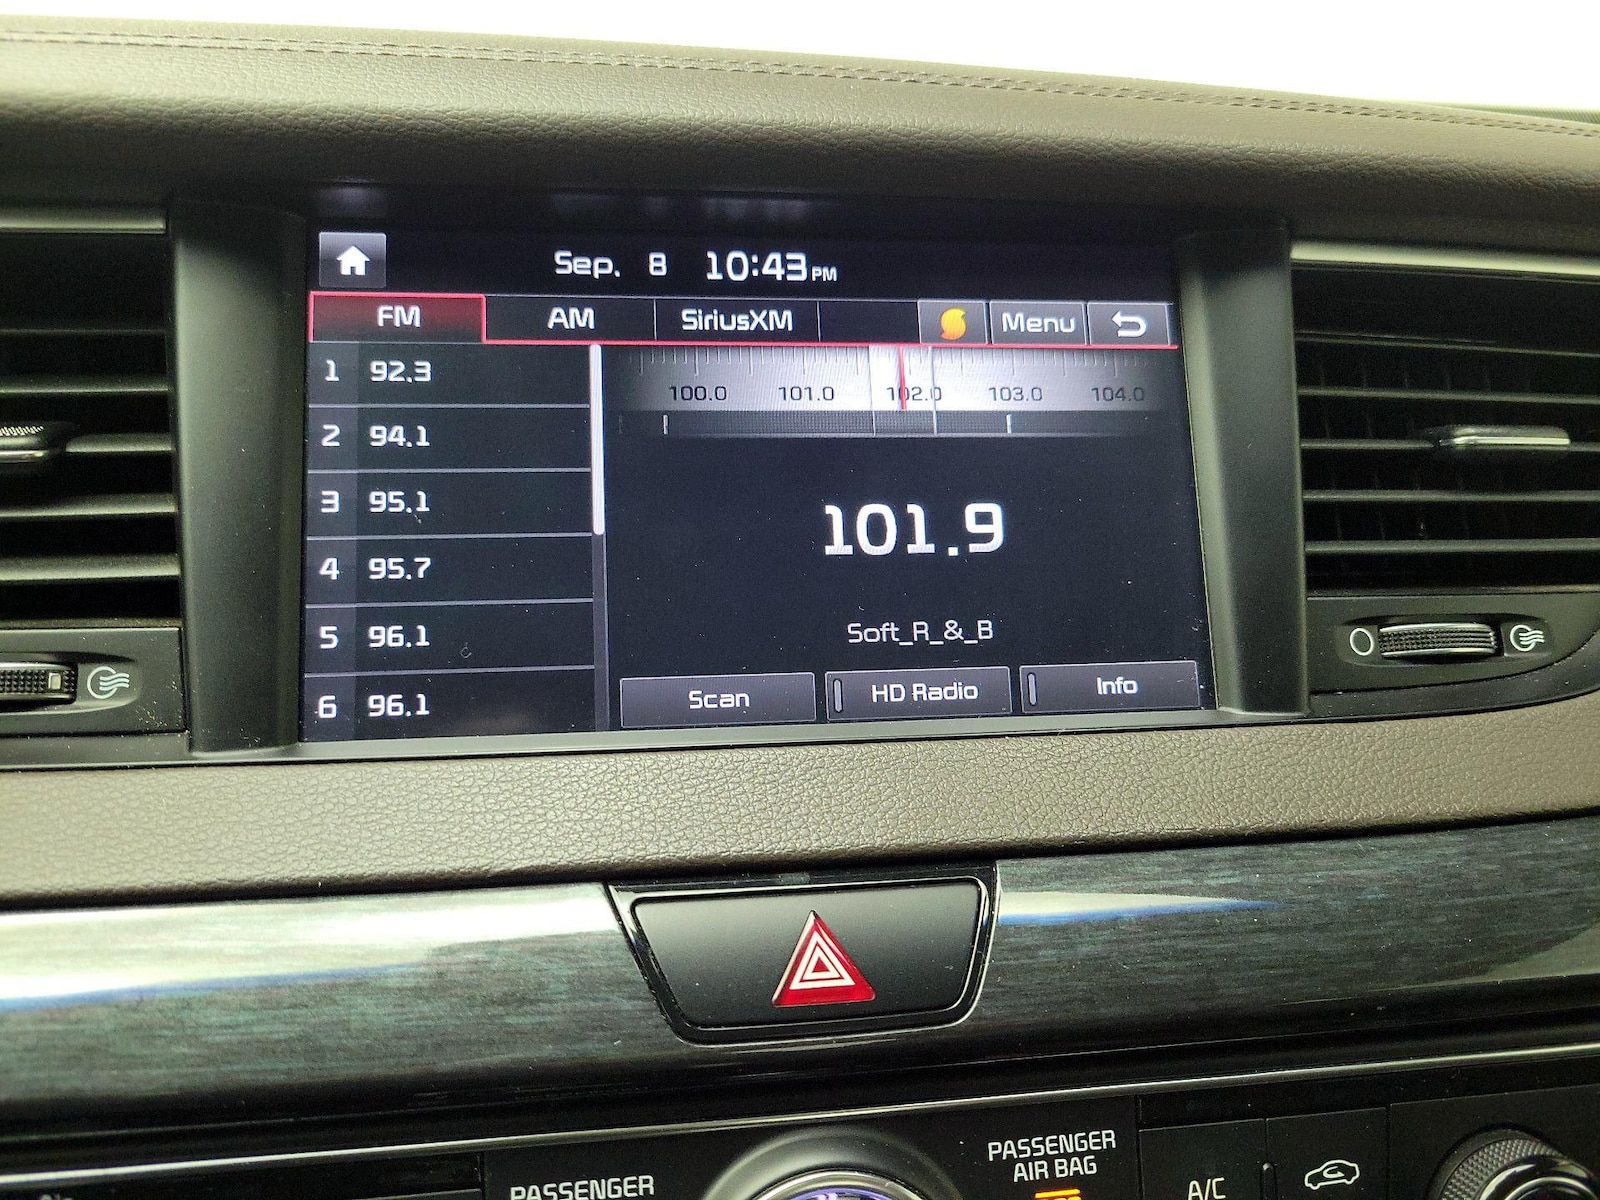 Sep. 8 10:43PM
FM AM SiriusXM Menu
1 92.3
2 94.1
3 95.1
4 95.7
5 96.1
6 96.1
100.0 101.0 102.0 103.0 104.0
101.9
Soft_R_&_B
Scan HD Radio Info
PASSENGER
AIR BAG
PASSENGER
A/C